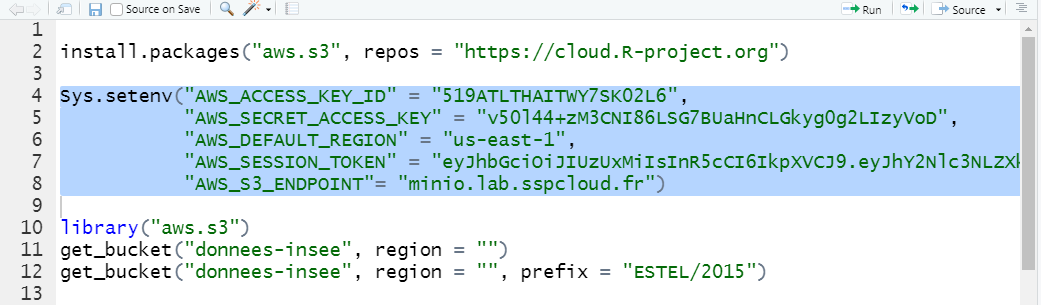 Source on Save Run Source
1
2 install.packages("aws.s3", repos = "https://cloud.R-project.org")
3
4 Sys.setenv("AWS_ACCESS_KEY_ID" = "519ATLTHAITWY7SK02L6",
5 "AWS_SECRET_ACCESS_KEY" = "v50l44+zM3CNI86LSG7BUaHnCLGkyg0g2LIzyVoD",
6 "AWS_DEFAULT_REGION" = "us-east-1",
7 "AWS_SESSION_TOKEN" = "eyJhbGciOiJIUzUxMiIsInR5cCI6IkpXVCJ9.eyJhY2Nlc3NLZXk
8 "AWS_S3_ENDPOINT"= "minio.lab.sspcloud.fr")
9
10 library("aws.s3")
11 get_bucket("donnees-insee", region = "")
12 get_bucket("donnees-insee", region = "", prefix = "ESTEL/2015")
13